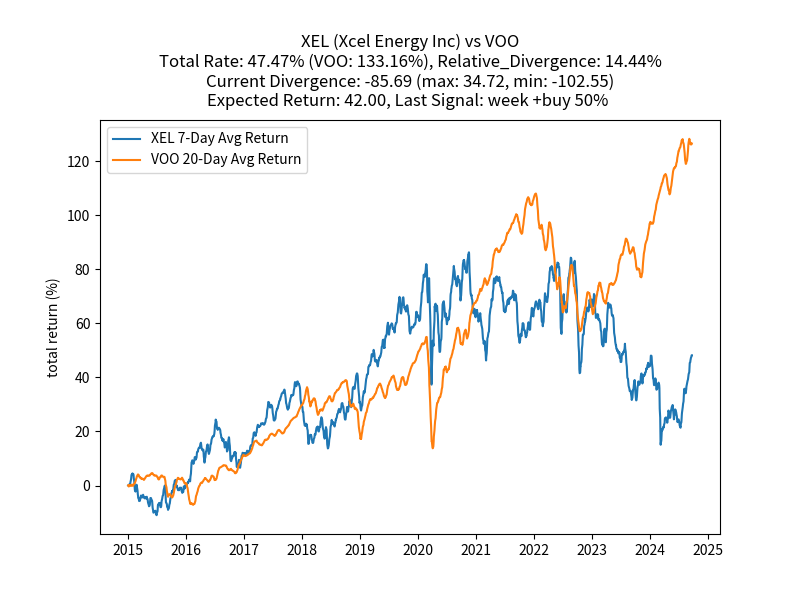 XEL (Xcel Energy Inc) vs VOO
Total Rate: 47.47% (VOO: 133.16%), Relative_Divergence: 14.44%
Current Divergence: -85.69 (max: 34.72, min: -102.55)
Expected Return: 42.00, Last Signal: week +buy 50%
XEL 7-Day Avg Return
VOO 20-Day Avg Return
total return (%)
120
100
80
60
40
20
0
2015 2016 2017 2018 2019 2020 2021 2022 2023 2024 2025